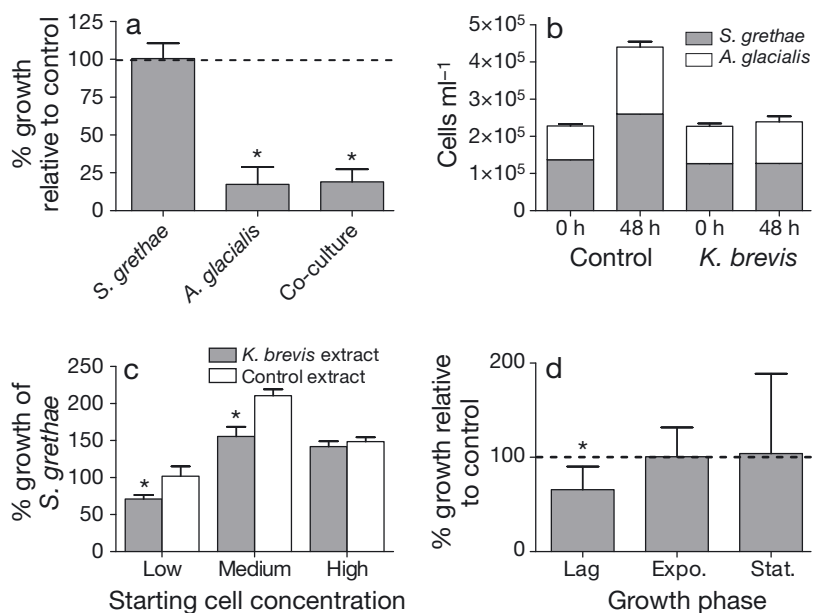 a
125
100
75
50
25
0
% growth
relative to control
*
*
S. grethae
A. glacialis
Co-culture
b
5×10⁵
4×10⁵
3×10⁵
2×10⁵
1×10⁵
0
Cells ml⁻¹
S. grethae
A. glacialis
0 h 48 h 0 h 48 h
Control K. brevis
c
250
200
150
100
50
0
% growth of
S. grethae
K. brevis extract
Control extract
*
*
Low Medium High
Starting cell concentration
d
200
100
0
% growth relative
to control
*
Lag Expo. Stat.
Growth phase